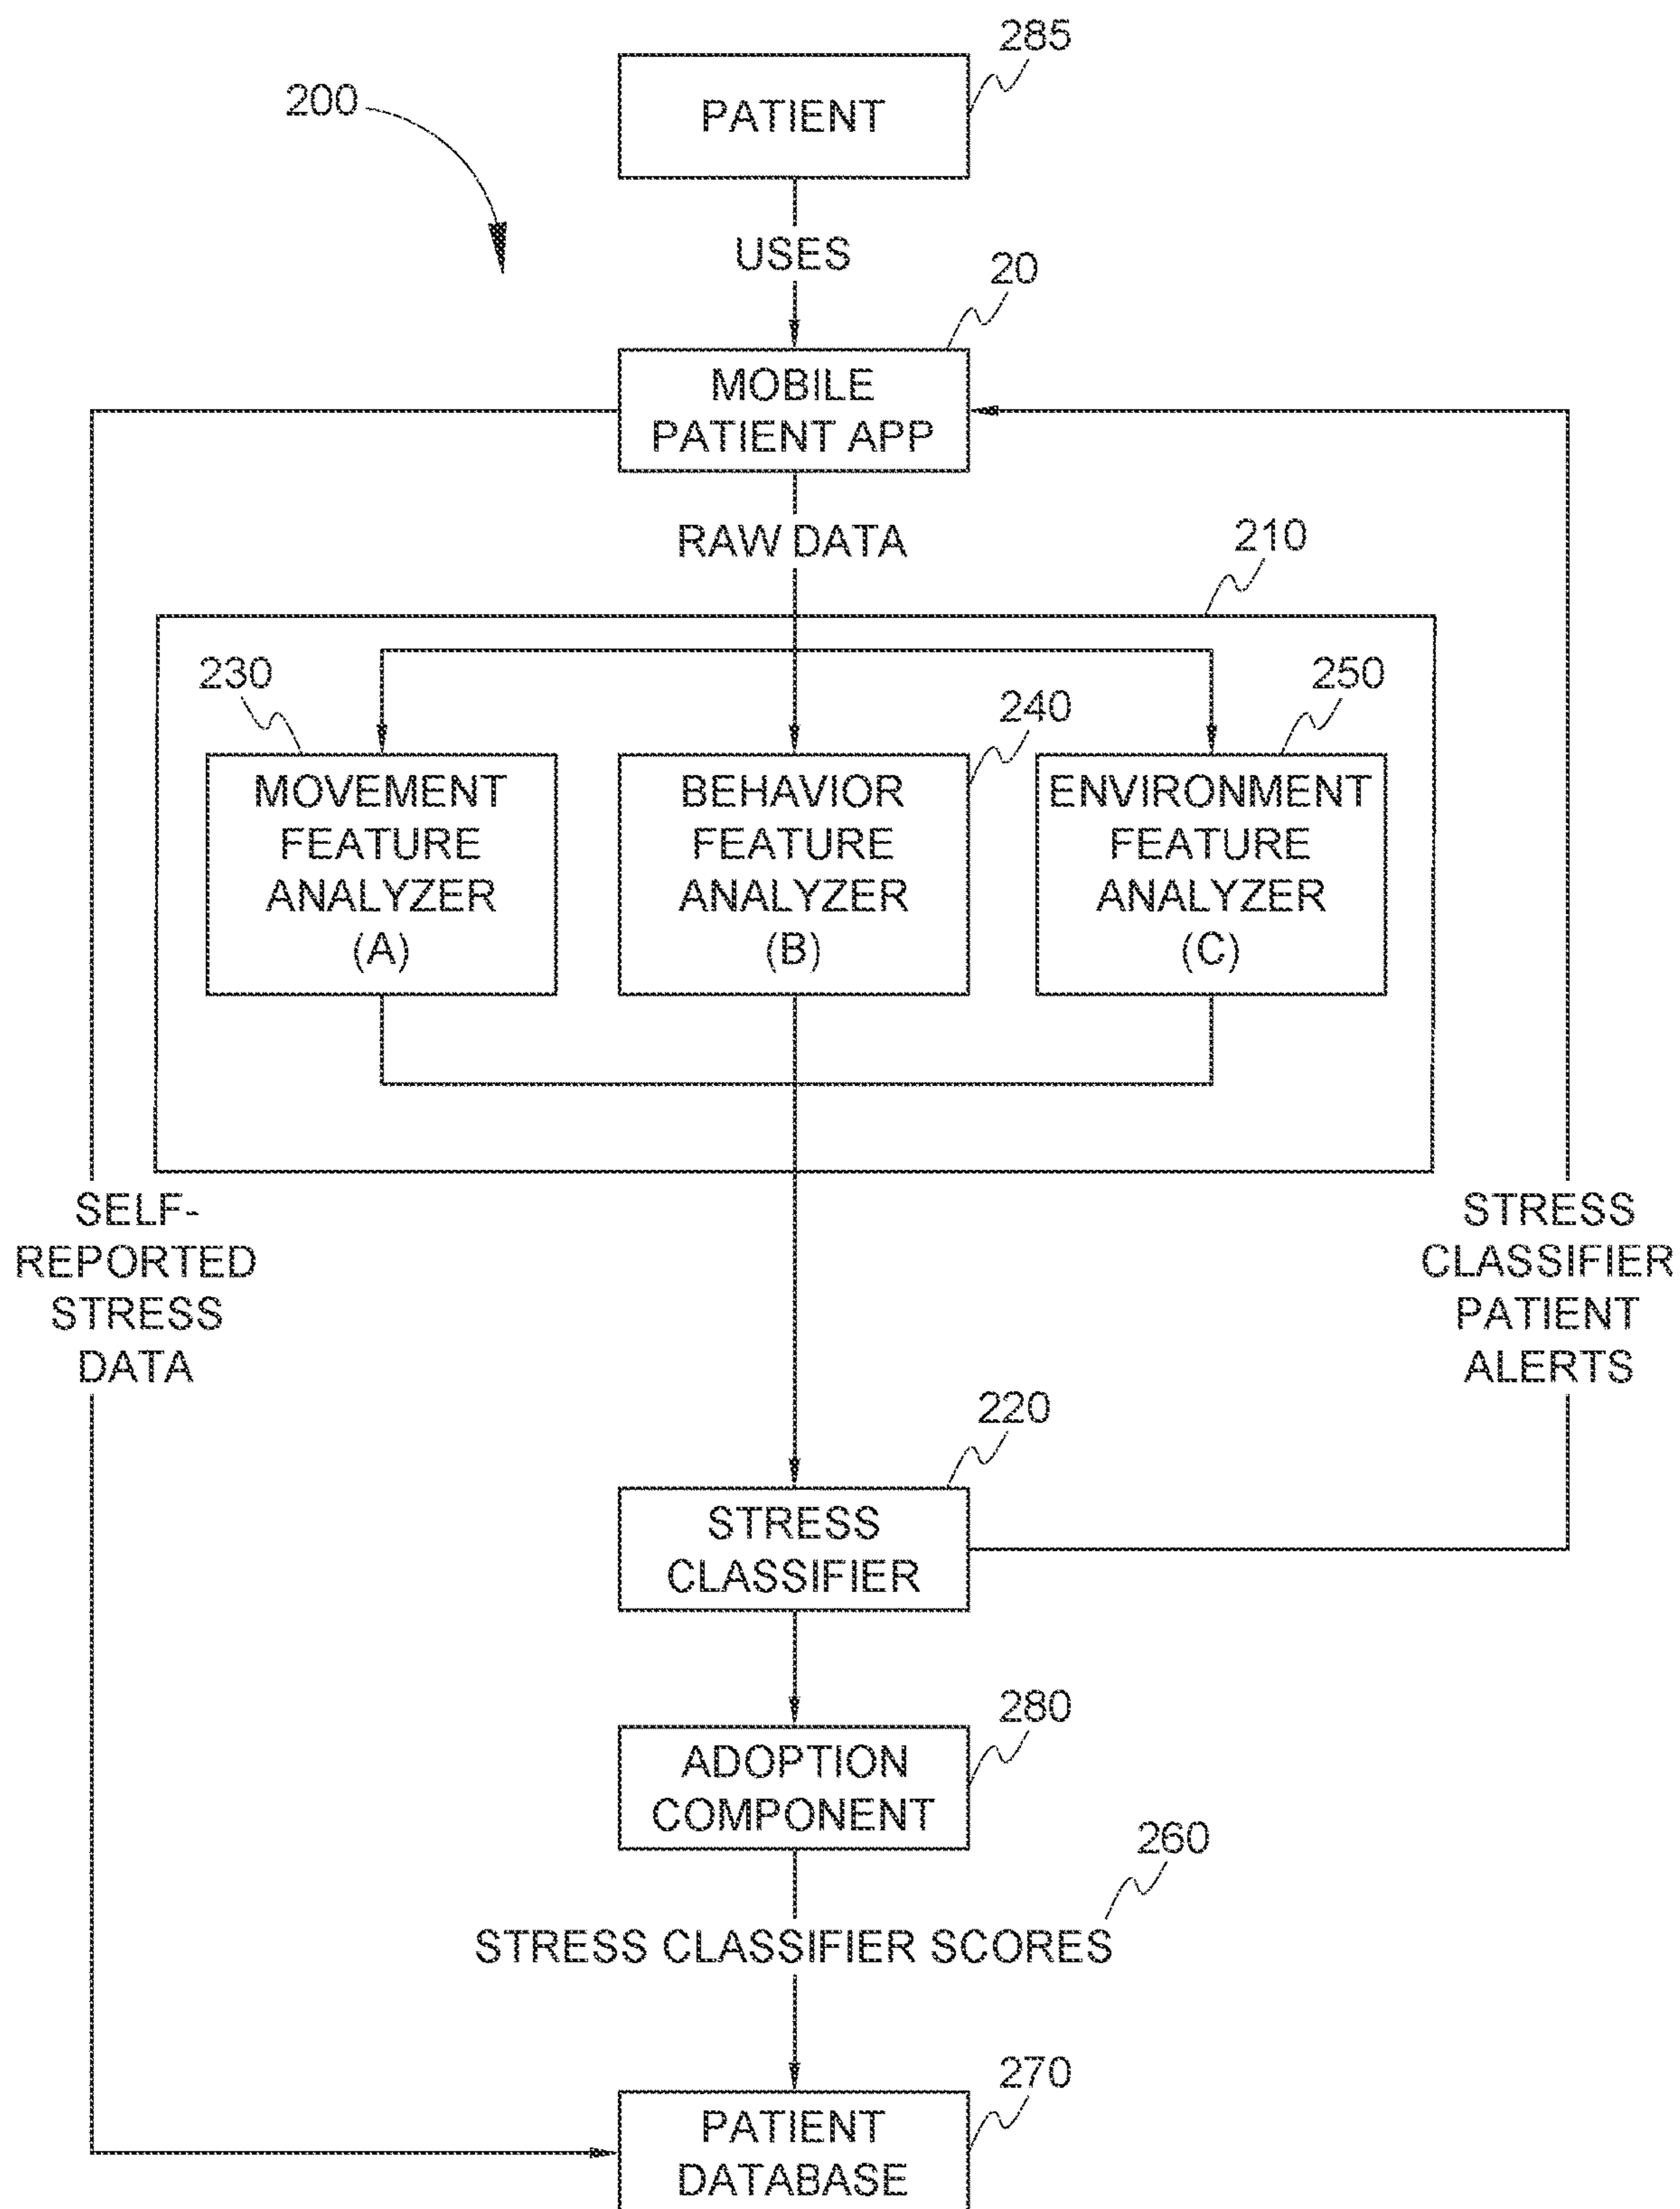 285
PATIENT
200
USES
20
MOBILE
PATIENT APP
RAW DATA
210
230
240
250
MOVEMENT
FEATURE
ANALYZER
(A)
BEHAVIOR
FEATURE
ANALYZER
(B)
ENVIRONMENT
FEATURE
ANALYZER
(C)
SELF-
REPORTED
STRESS
DATA
STRESS
CLASSIFIER
PATIENT
ALERTS
220
STRESS
CLASSIFIER
280
ADOPTION
COMPONENT
260
STRESS CLASSIFIER SCORES
270
PATIENT
DATABASE